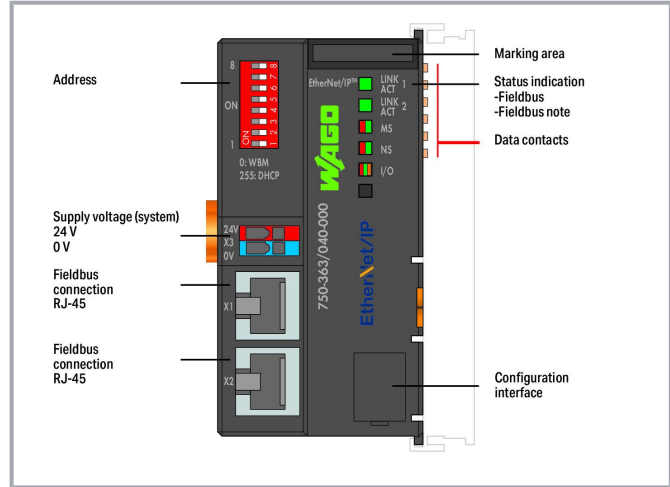 Address
Supply voltage (system)
24 V
0 V
Fieldbus
connection
RJ-45
Fieldbus
connection
RJ-45
8
ON
1
ON
1 2 3 4 5 6 7 8
0: WBM
255: DHCP
24V
X3
0V
X1
X2
EtherNet/IP™
LINK
ACT 1
LINK
ACT 2
MS
NS
I/O
WAGO
750-363/040-000
EtherNet/IP
Marking area
Status indication
-Fieldbus
-Fieldbus note
Data contacts
Configuration
interface